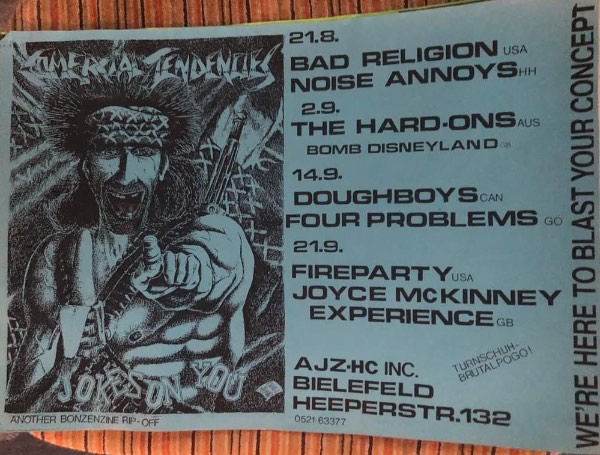 COMERCIAL TENDENCIES
JOKES ON YOU
ANOTHER BONZENZINE RIP-OFF
21.8.
BAD RELIGION USA
NOISE ANNOYS HH
2.9.
THE HARD-ONS AUS
BOMB DISNEYLAND GB
14.9.
DOUGHBOYS CAN
FOUR PROBLEMS GÖ
21.9.
FIREPARTY USA
JOYCE McKINNEY
EXPERIENCE GB
AJZ-HC INC.
BIELEFELD
HEEPERSTR.132
0521-63377
TURNSCHUH-
BRUTALPOGO!
WE'RE HERE TO BLAST YOUR CONCEPT